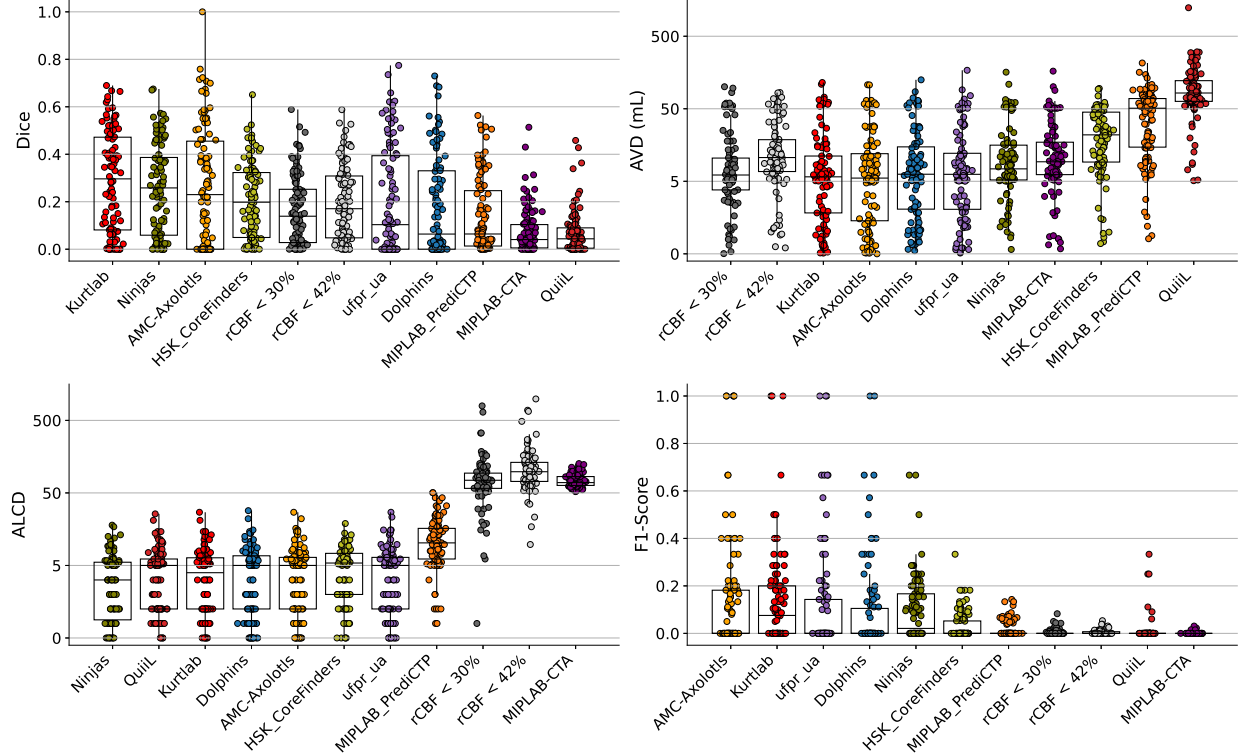 Dice
1.0
0.8
0.6
0.4
0.2
0.0
Kurtlab
Ninjas
AMC-Axolotls
HSK_CoreFinders
rCBF < 30%
rCBF < 42%
ufpr_ua
Dolphins
MIPLAB_PrediCTP
MIPLAB-CTA
QuiiL
AVD (mL)
500
50
5
0
rCBF < 30%
rCBF < 42%
Kurtlab
AMC-Axolotls
Dolphins
ufpr_ua
Ninjas
MIPLAB-CTA
HSK_CoreFinders
MIPLAB_PrediCTP
QuiiL
ALCD
500
50
5
0
Ninjas
QuiiL
Kurtlab
Dolphins
AMC-Axolotls
HSK_CoreFinders
ufpr_ua
MIPLAB_PrediCTP
rCBF < 30%
rCBF < 42%
MIPLAB-CTA
F1-Score
1.0
0.8
0.6
0.4
0.2
0.0
AMC-Axolotls
Kurtlab
ufpr_ua
Dolphins
Ninjas
HSK_CoreFinders
MIPLAB_PrediCTP
rCBF < 30%
rCBF < 42%
QuiiL
MIPLAB-CTA